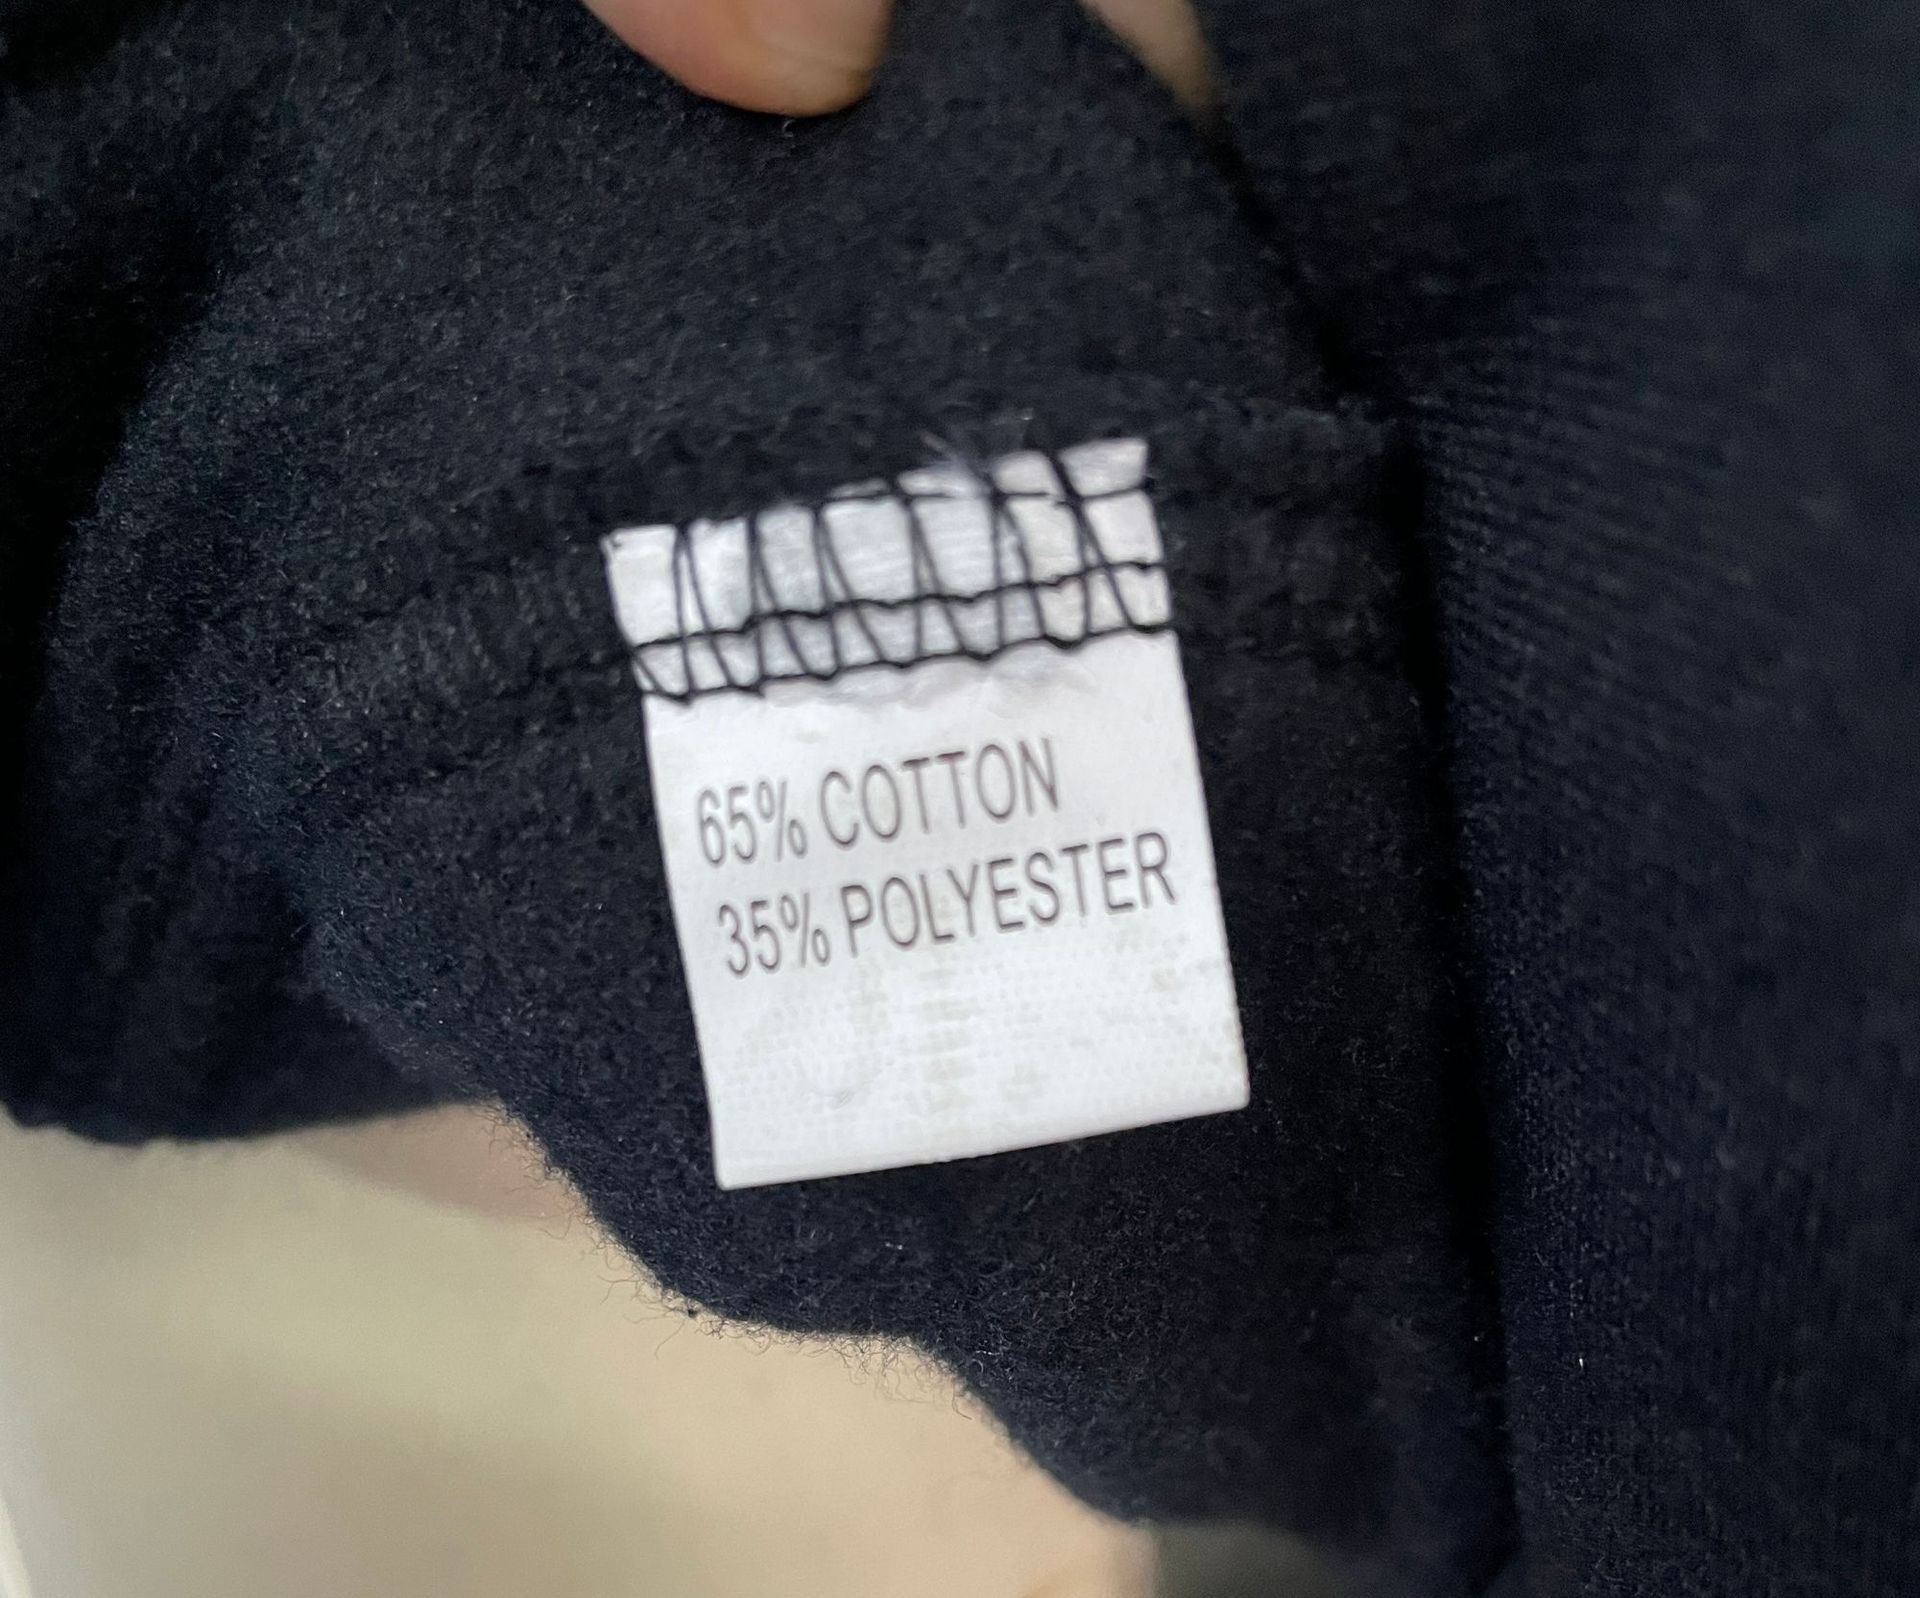 65% COTTON
35% POLYESTER